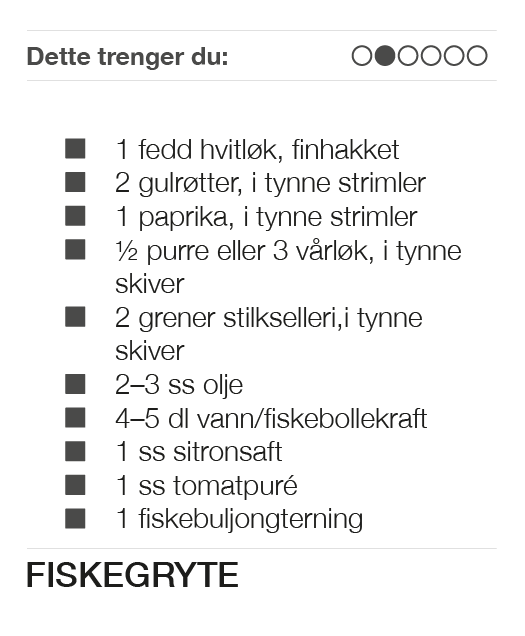 Dette trenger du:
1 fedd hvitløk, finhakket
2 gulrøtter, i tynne strimler
1 paprika, i tynne strimler
½ purre eller 3 vårløk, i tynne
skiver
2 grener stilkselleri,i tynne
skiver
2–3 ss olje
4–5 dl vann/fiskebollekraft
1 ss sitronsaft
1 ss tomatpuré
1 fiskebuljongterning
FISKEGRYTE